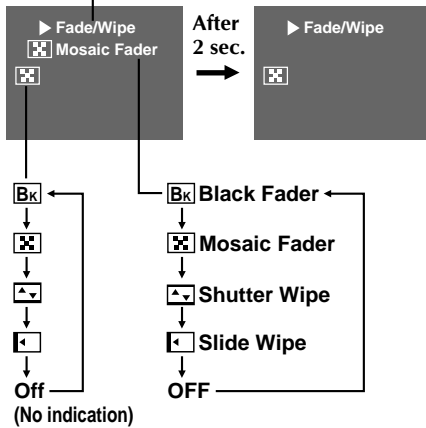 ▶ Fade/Wipe
Mosaic Fader
After
2 sec.
▶ Fade/Wipe
BK
BK Black Fader
Mosaic Fader
Shutter Wipe
Slide Wipe
Off
(No indication)
OFF